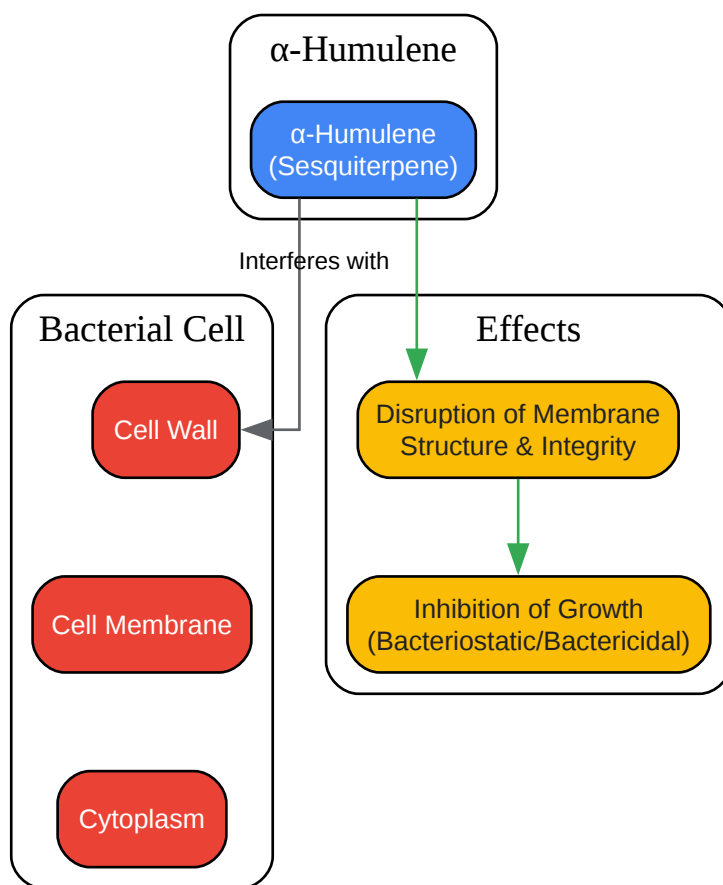 α-Humulene
α-Humulene
(Sesquiterpene)
Interferes with
Bacterial Cell
Cell Wall
Cell Membrane
Cytoplasm
Effects
Disruption of Membrane
Structure & Integrity
Inhibition of Growth
(Bacteriostatic/Bactericidal)